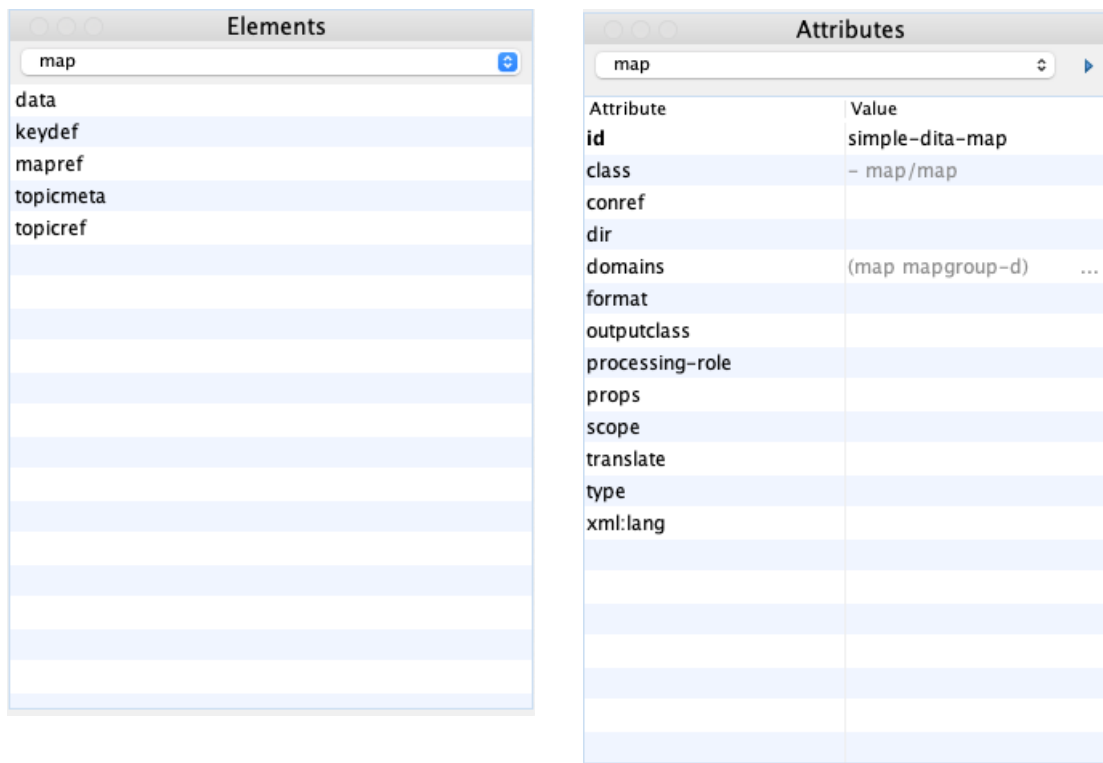 Elements
map
data
keydef
mapref
topicmeta
topicref
Attributes
map
Attribute Value
id simple-dita-map
class - map/map
conref
dir
domains (map mapgroup-d) ...
format
outputclass
processing-role
props
scope
translate
type
xml:lang